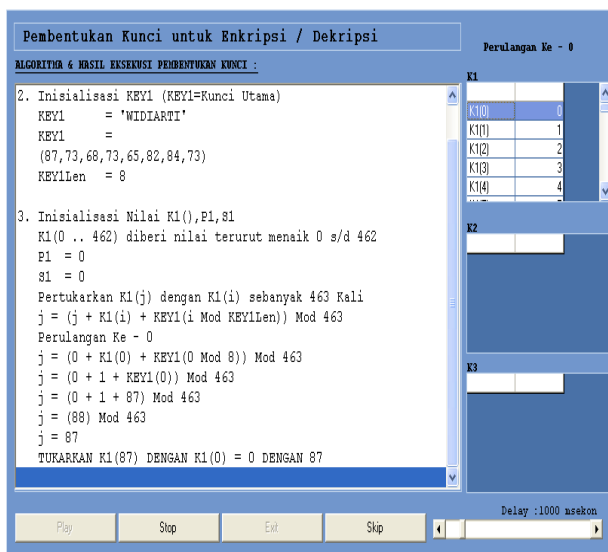 Pembentukan Kunci untuk Enkripsi / Dekripsi
Perulangan Ke - 0
ALGORITMA & HASIL EKSEKUSI PEMBENTUKAN KUNCI :
2. Inisialisasi KEY1 (KEY1=Kunci Utama)
KEY1 = 'WIDIARTI'
KEY1 =
(87,73,68,73,65,82,84,73)
KEY1Len = 8
3. Inisialisasi Nilai K1(),P1,S1
K1(0 .. 462) diberi nilai terurut menaik 0 s/d 462
P1 = 0
S1 = 0
Pertukarkan K1(j) dengan K1(i) sebanyak 463 Kali
j = (j + K1(i) + KEY1(i Mod KEY1Len)) Mod 463
Perulangan Ke - 0
j = (0 + K1(0) + KEY1(0 Mod 8)) Mod 463
j = (0 + 1 + KEY1(0)) Mod 463
j = (0 + 1 + 87) Mod 463
j = (88) Mod 463
j = 87
TUKARKAN K1(87) DENGAN K1(0) = 0 DENGAN 87
K1
K1(0) 0
K1(1) 1
K1(2) 2
K1(3) 3
K1(4) 4
K2
K3
Delay :1000 msekon
Play Stop Exit Skip